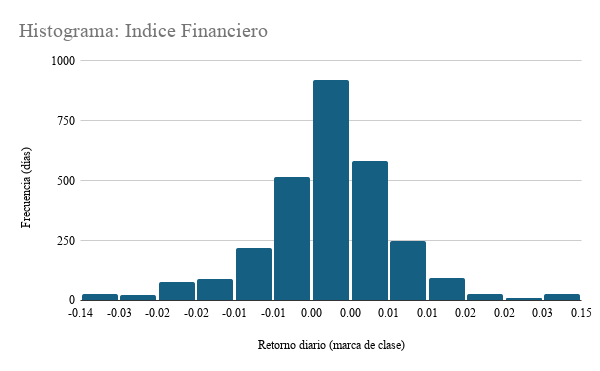 Histograma: Indice Financiero
Frecuencia (días)
1000
750
500
250
0
-0.14 -0.03 -0.02 -0.02 -0.01 -0.01 0.00 0.00 0.01 0.01 0.02 0.02 0.03 0.15
Retorno diario (marca de clase)